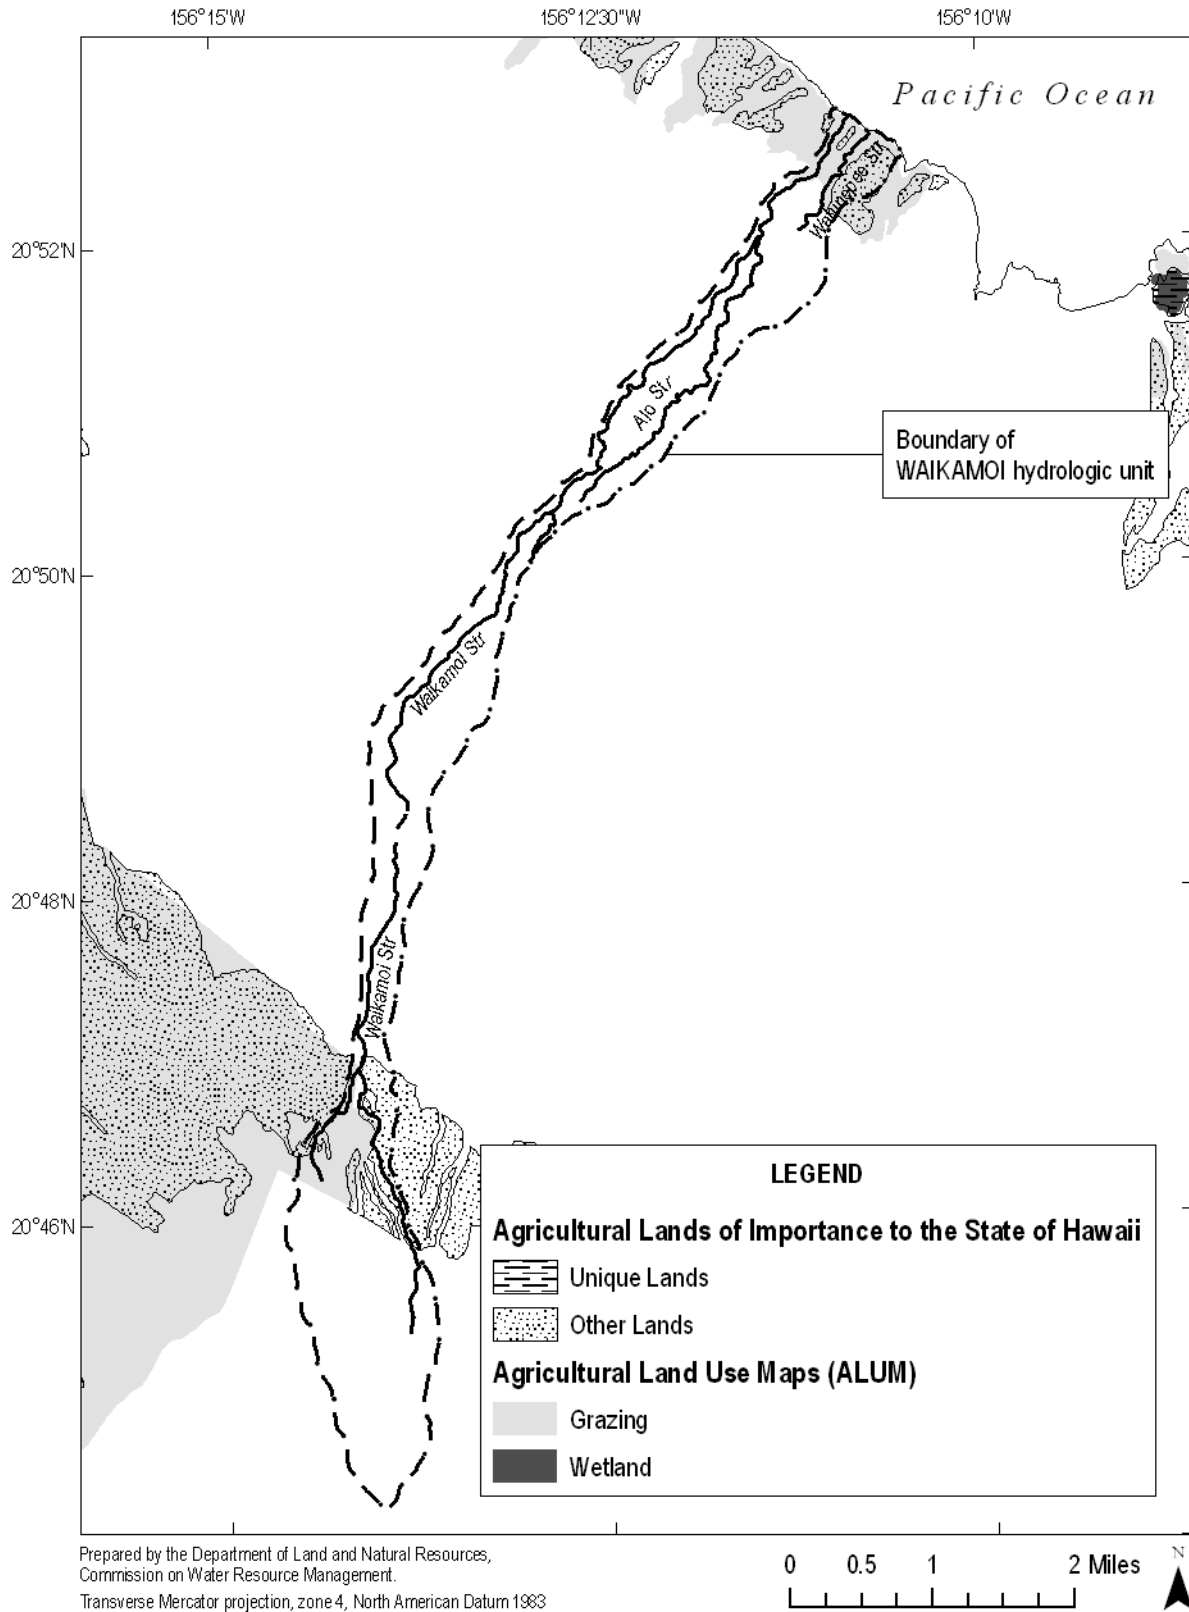 156°15'W
156°12'30"W
156°10'W
Pacific Ocean
Wahinepee Str
20°52'N
Alo Str
Boundary of
WAIKAMOI hydrologic unit
20°50'N
Waikamoi Str
20°48'N
Waikamoi Str
20°46'N
LEGEND
Agricultural Lands of Importance to the State of Hawaii
Unique Lands
Other Lands
Agricultural Land Use Maps (ALUM)
Grazing
Wetland
Prepared by the Department of Land and Natural Resources,
Commission on Water Resource Management.
Transverse Mercator projection, zone 4, North American Datum 1983
0 0.5 1 2 Miles
N